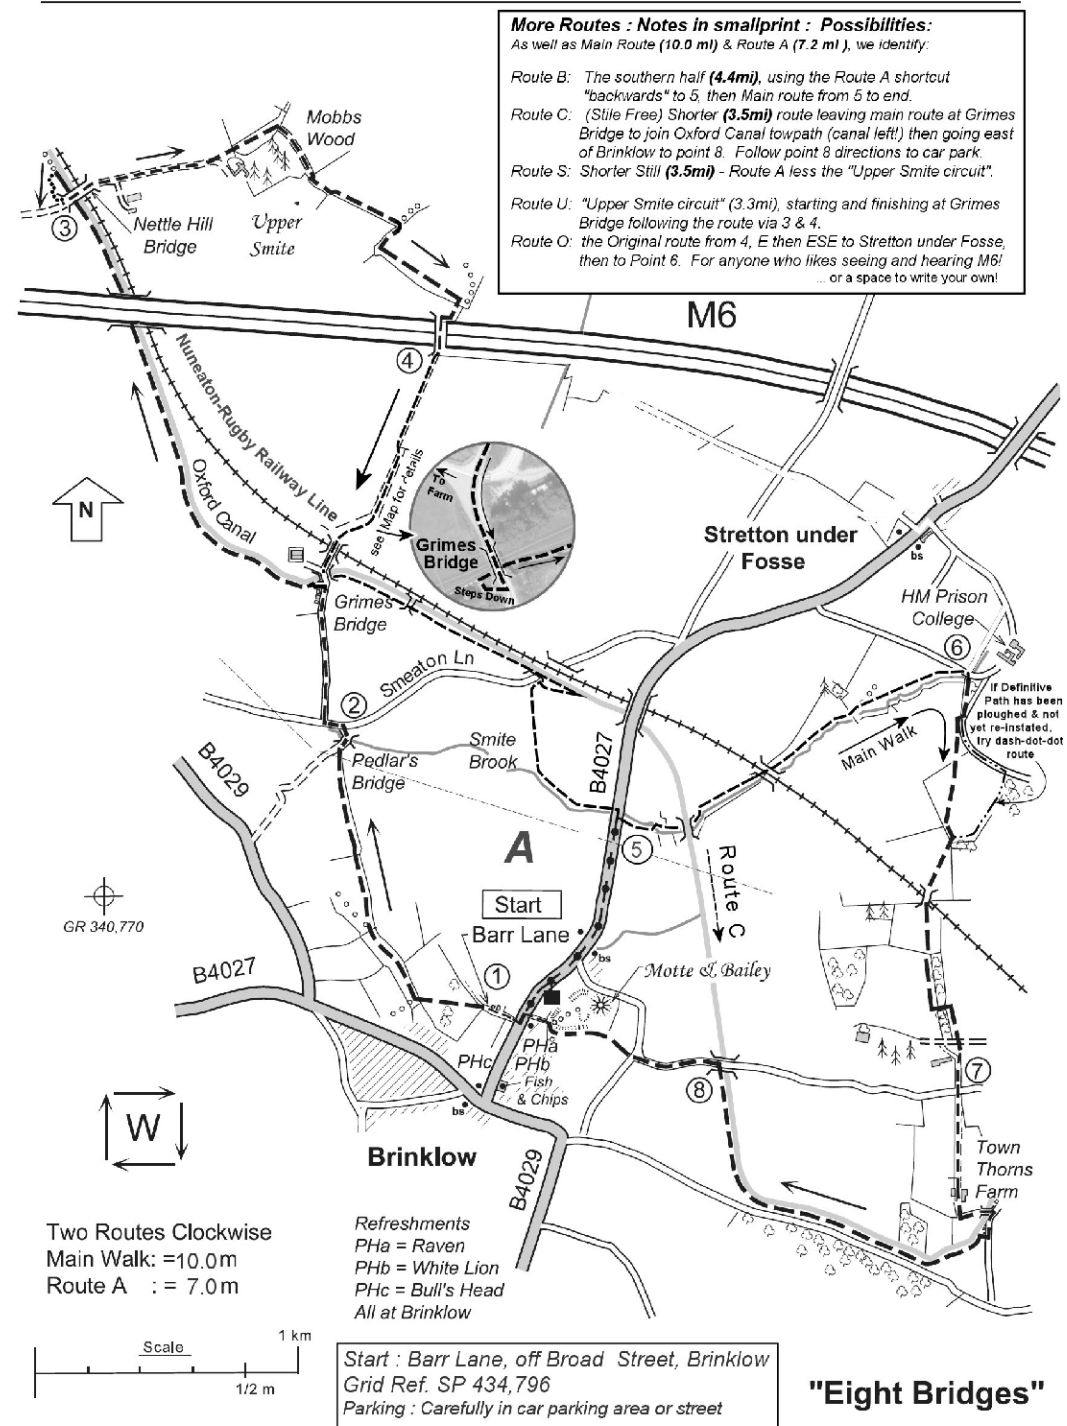 More Routes : Notes in smallprint : Possibilities:
As well as Main Route (10.0 mi) & Route A (7.2 mi ), we identify:
Route B: The southern half (4.4mi), using the Route A shortcut
"backwards" to 5, then Main route from 5 to end.
Route C: (Stile Free) Shorter (3.5mi) route leaving main route at Grimes
Bridge to join Oxford Canal towpath (canal left!) then going east
of Brinklow to point 8. Follow point 8 directions to car park.
Route S: Shorter Still (3.5mi) - Route A less the "Upper Smite circuit".
Route U: "Upper Smite circuit" (3.3mi), starting and finishing at Grimes
Bridge following the route via 3 & 4.
Route O: the Original route from 4, E then ESE to Stretton under Fosse,
then to Point 6. For anyone who likes seeing and hearing M6!
... or a space to write your own!
Mobbs
Wood
3
Nettle Hill
Bridge
Upper
Smite
M6
4
Nuneaton-Rugby Railway Line
Oxford Canal
N
see Map for details
To
Farm
Grimes
Bridge
Steps Down
Stretton under
Fosse
bs
HM Prison
College
6
Grimes
Bridge
Smeaton Ln
2
If Definitive
Path has been
ploughed & not
yet re-instated,
try dash-dot-dot
route
Main Walk
Smite
Brook
Pedlar's
Bridge
B4027
B4029
A
5
Route C
Start
Barr Lane
GR 340,770
bs
B4027
1
Motte & Bailey
PHa
PHb
PHc
Fish
& Chips
8
7
bs
W
Brinklow
B4029
Town
Thorns
Farm
Two Routes Clockwise
Main Walk: =10.0m
Route A : = 7.0m
Refreshments
PHa = Raven
PHb = White Lion
PHc = Bull's Head
All at Brinklow
Scale
1 km
1/2 m
Start : Barr Lane, off Broad Street, Brinklow
Grid Ref. SP 434,796
Parking : Carefully in car parking area or street
"Eight Bridges"